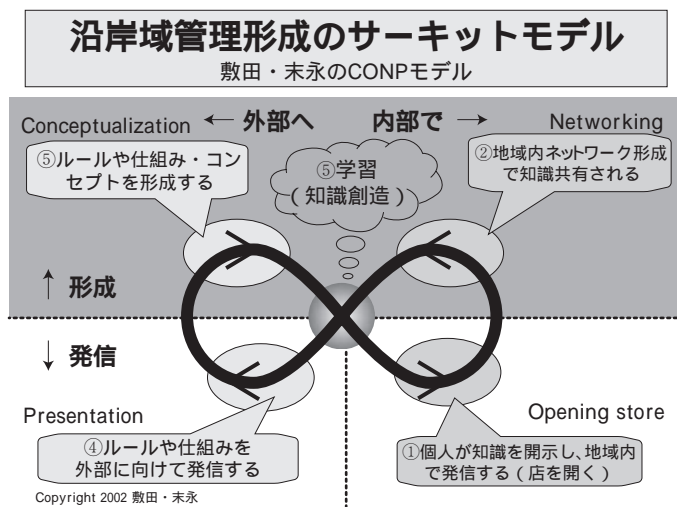 沿岸域管理形成のサーキットモデル
敷田・末永のCONPモデル
Conceptualization ← 外部へ 内部で → Networking
⑤ルールや仕組み・コン
セプトを形成する
⑤学習
(知識創造)
②地域内ネットワーク形成
で知識共有される
↑ 形成
↓ 発信
Presentation
Opening store
④ルールや仕組みを
外部に向けて発信する
①個人が知識を開示し、地域内
で発信する(店を開く)
Copyright 2002 敷田・末永